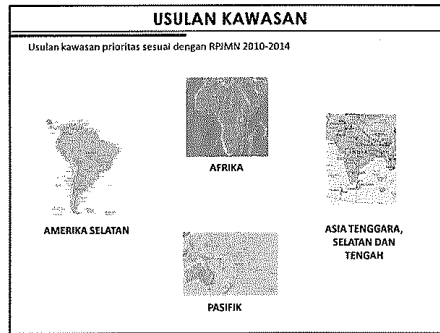 USULAN KAWASAN
Usulan kawasan prioritas sesuai dengan RPJMN 2010-2014
AFRIKA
AMERIKA SELATAN
ASIA TENGGARA,
SELATAN DAN
TENGAH
PASIFIK